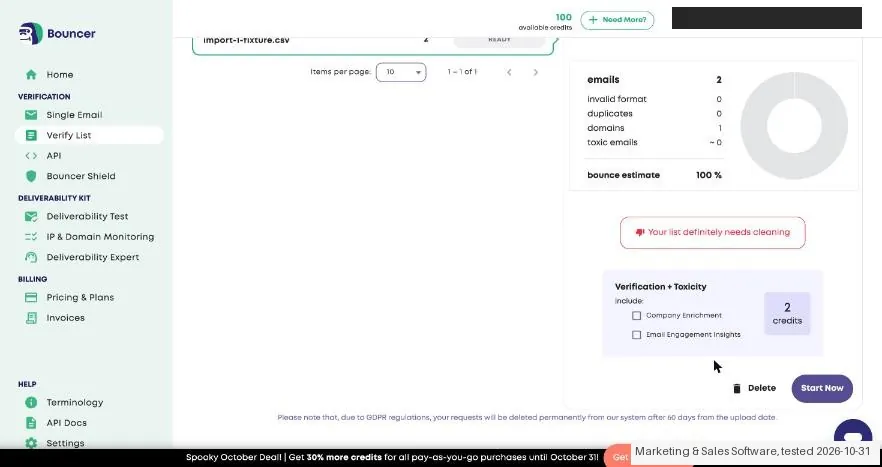 Bouncer
100
available credits
Need More?
import-1-fixture.csv 2 READY
Items per page: 10 1 – 1 of 1
Home
VERIFICATION
Single Email
Verify List
API
Bouncer Shield
DELIVERABILITY KIT
Deliverability Test
IP & Domain Monitoring
Deliverability Expert
BILLING
Pricing & Plans
Invoices
HELP
Terminology
API Docs
Settings
emails 2
invalid format 0
duplicates 0
domains 1
toxic emails ~ 0
bounce estimate 100 %
Your list definitely needs cleaning
Verification + Toxicity
include:
Company Enrichment
Email Engagement Insights
2
credits
Delete
Start Now
Please note that, due to GDPR regulations, your requests will be deleted permanently from our system after 60 days from the upload date.
Spooky October Deal! | Get 30% more credits for all pay-as-you-go purchases until October 31! Get
Marketing & Sales Software, tested 2026-10-31